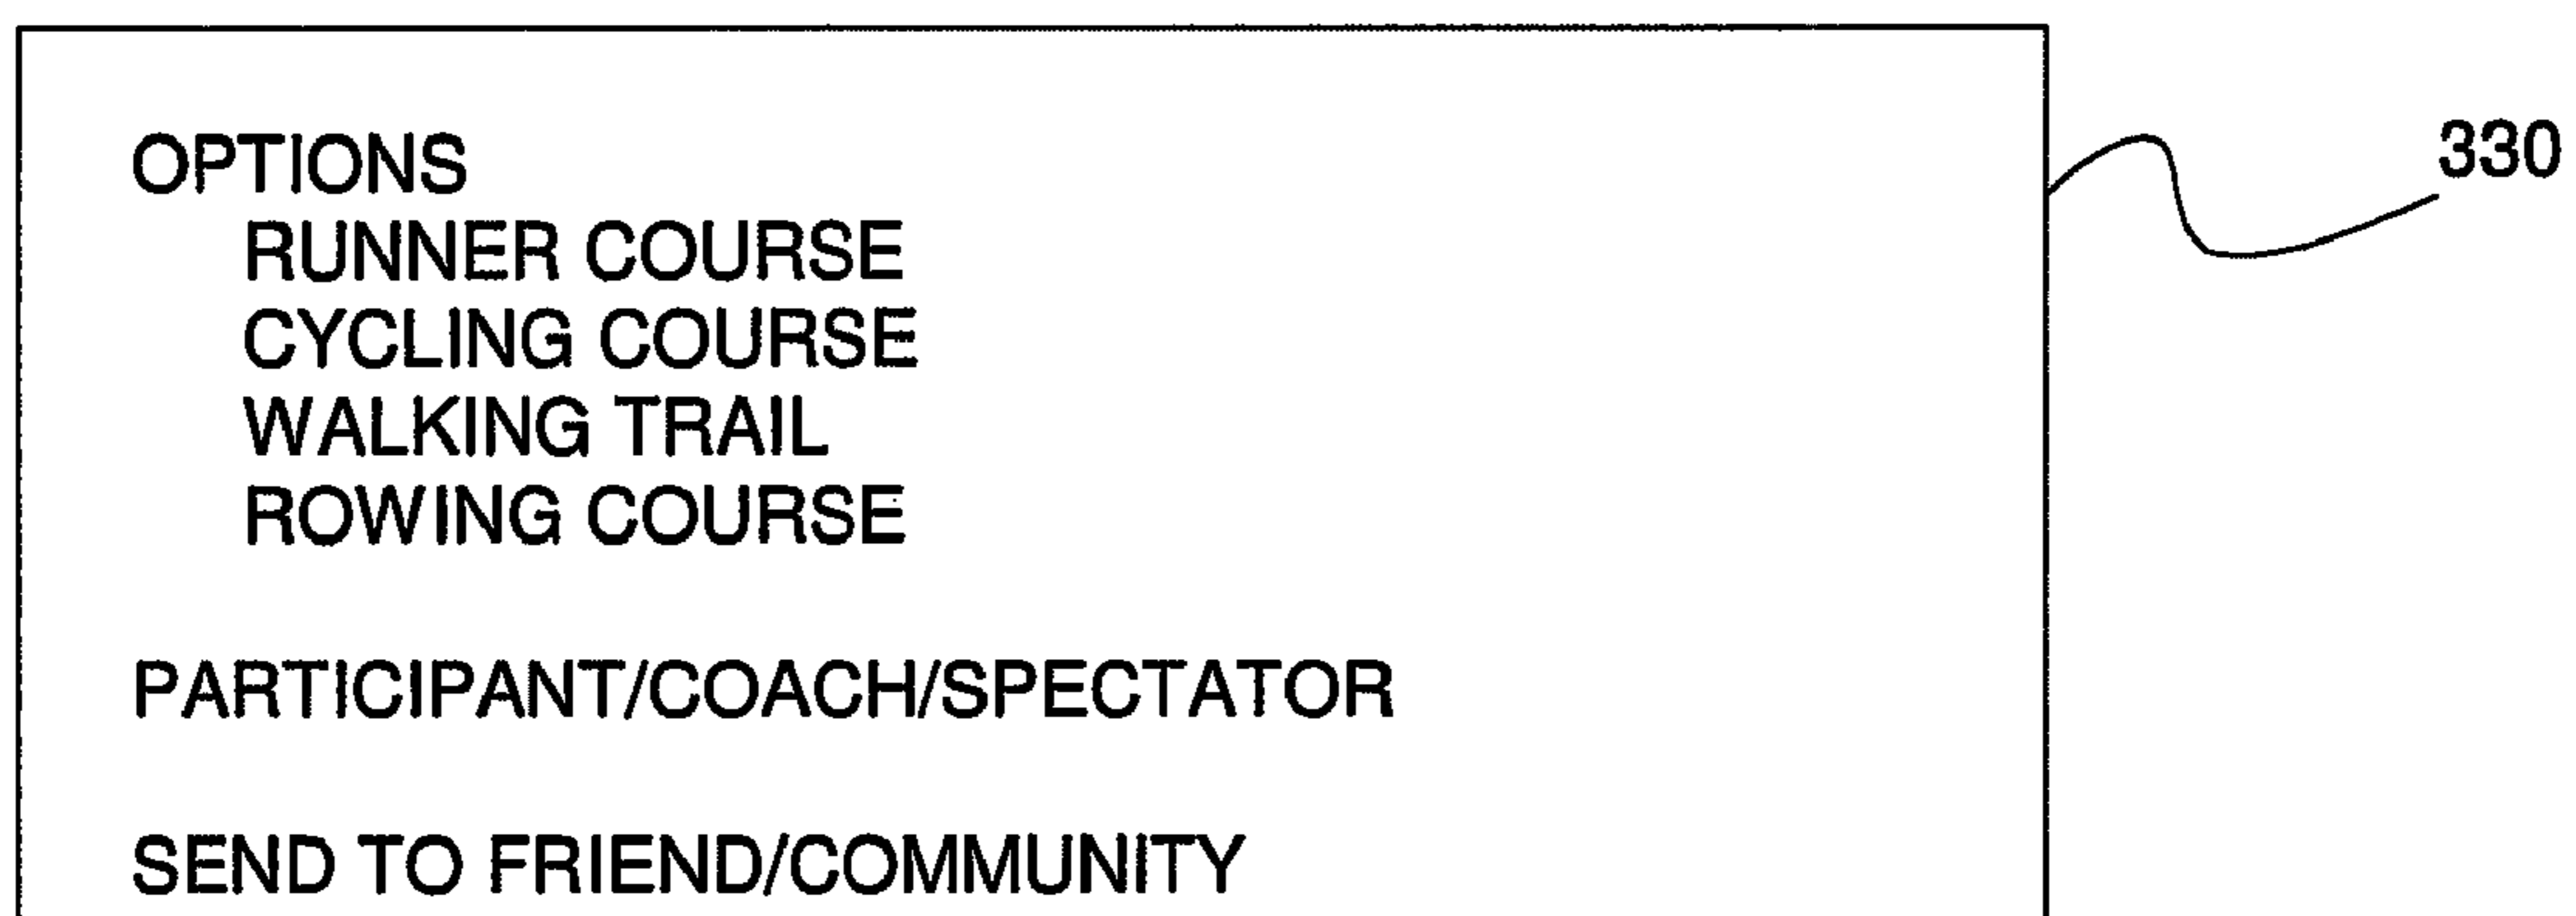 OPTIONS
RUNNER COURSE
CYCLING COURSE
WALKING TRAIL
ROWING COURSE
PARTICIPANT/COACH/SPECTATOR
SEND TO FRIEND/COMMUNITY
330